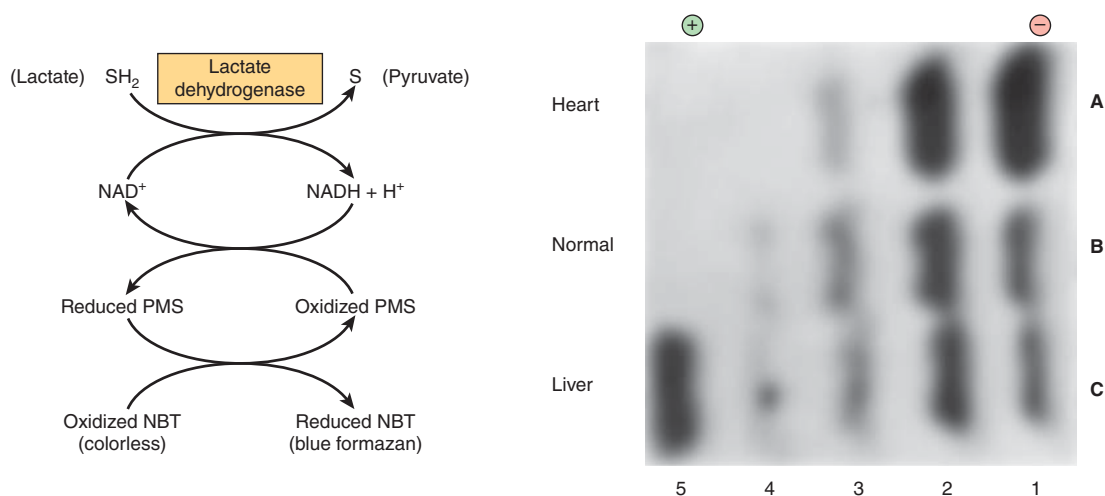 (Lactate) SH₂ Lactate dehydrogenase S (Pyruvate)
NAD⁺ NADH + H⁺
Reduced PMS Oxidized PMS
Oxidized NBT (colorless) Reduced NBT (blue formazan)
+ −
Heart A
Normal B
Liver C
5 4 3 2 1